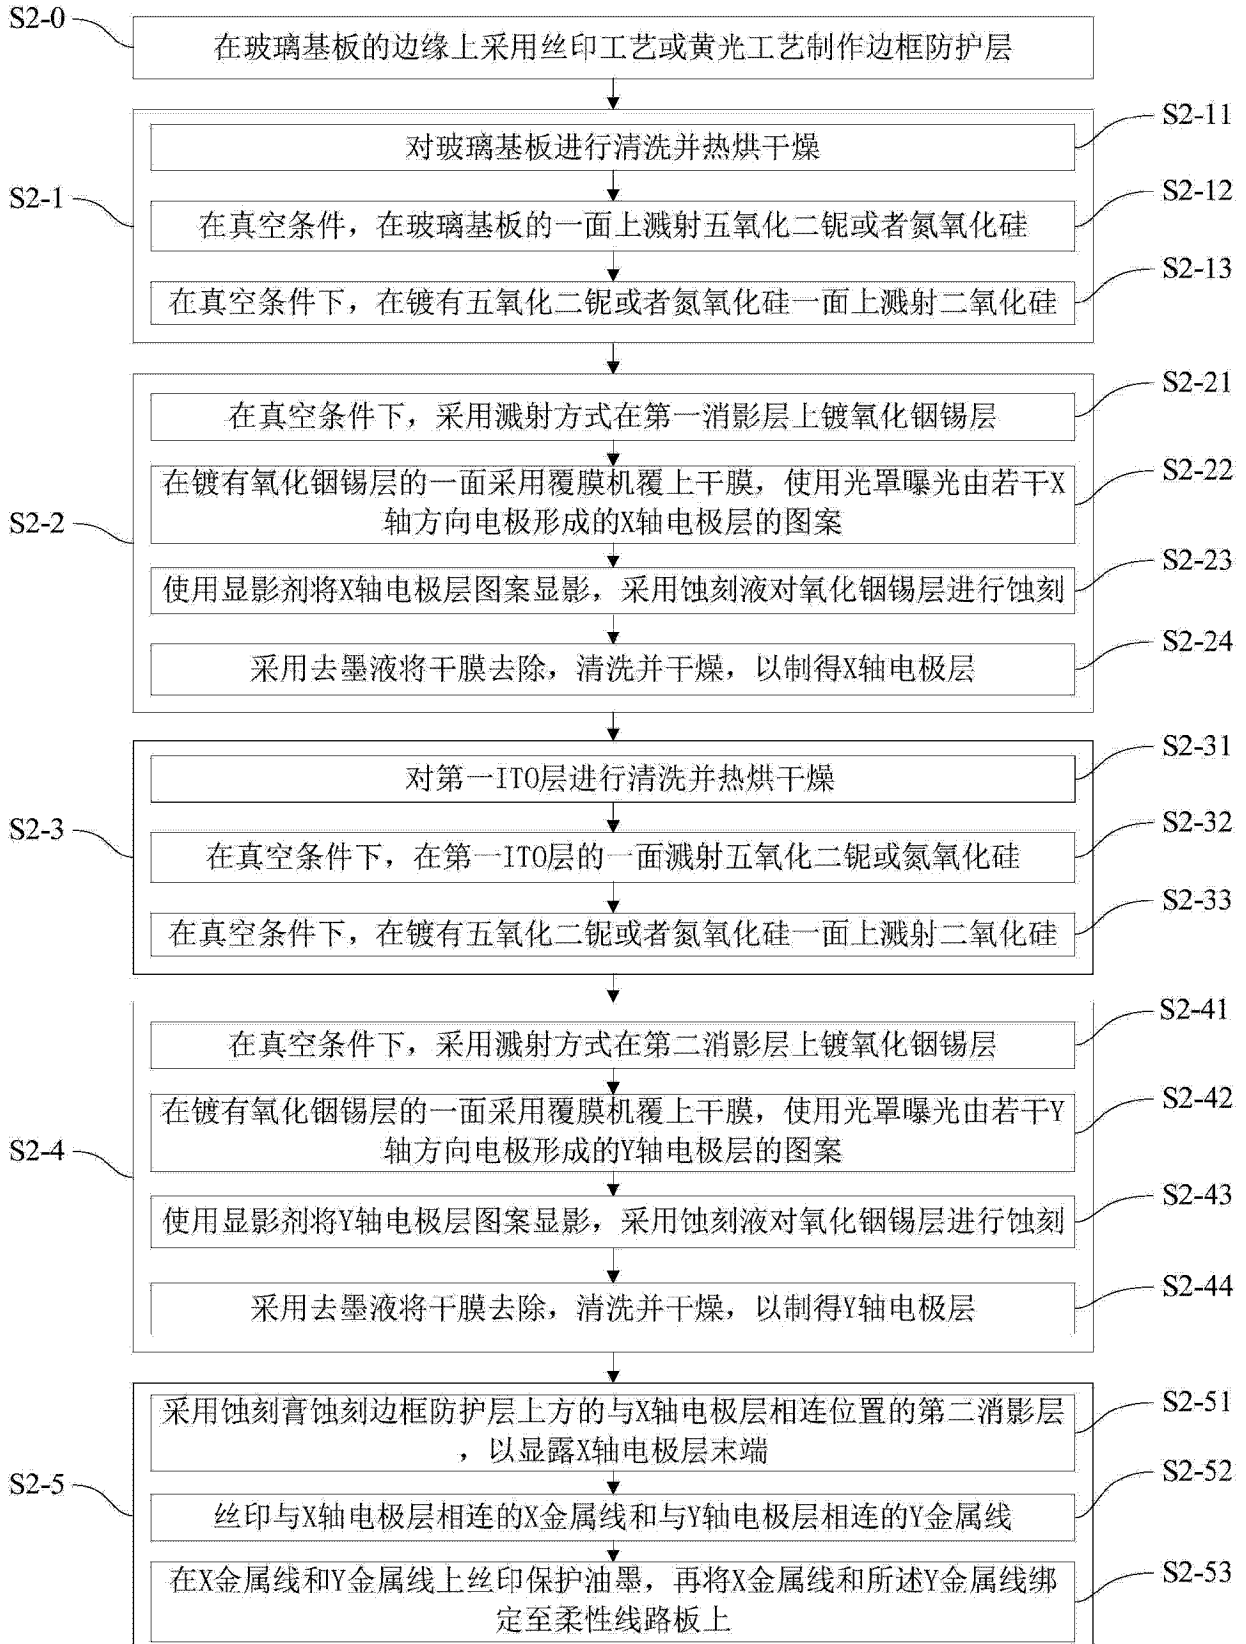 S2-0
在玻璃基板的边缘上采用丝印工艺或黄光工艺制作边框防护层
S2-1
S2-11
对玻璃基板进行清洗并热烘干燥
S2-12
在真空条件，在玻璃基板的一面上溅射五氧化二铌或者氮氧化硅
S2-13
在真空条件下，在镀有五氧化二铌或者氮氧化硅一面上溅射二氧化硅
S2-2
S2-21
在真空条件下，采用溅射方式在第一消影层上镀氧化铟锡层
S2-22
在镀有氧化铟锡层的一面采用覆膜机覆上干膜，使用光罩曝光由若干X
轴方向电极形成的X轴电极层的图案
S2-23
使用显影剂将X轴电极层图案显影，采用蚀刻液对氧化铟锡层进行蚀刻
S2-24
采用去墨液将干膜去除，清洗并干燥，以制得X轴电极层
S2-3
S2-31
对第一ITO层进行清洗并热烘干燥
S2-32
在真空条件下，在第一ITO层的一面溅射五氧化二铌或氮氧化硅
S2-33
在真空条件下，在镀有五氧化二铌或者氮氧化硅一面上溅射二氧化硅
S2-4
S2-41
在真空条件下，采用溅射方式在第二消影层上镀氧化铟锡层
S2-42
在镀有氧化铟锡层的一面采用覆膜机覆上干膜，使用光罩曝光由若干Y
轴方向电极形成的Y轴电极层的图案
S2-43
使用显影剂将Y轴电极层图案显影，采用蚀刻液对氧化铟锡层进行蚀刻
S2-44
采用去墨液将干膜去除，清洗并干燥，以制得Y轴电极层
S2-5
S2-51
采用蚀刻膏蚀刻边框防护层上方的与X轴电极层相连位置的第二消影层
，以显露X轴电极层末端
S2-52
丝印与X轴电极层相连的X金属线和与Y轴电极层相连的Y金属线
S2-53
在X金属线和Y金属线上丝印保护油墨，再将X金属线和所述Y金属线绑
定至柔性线路板上